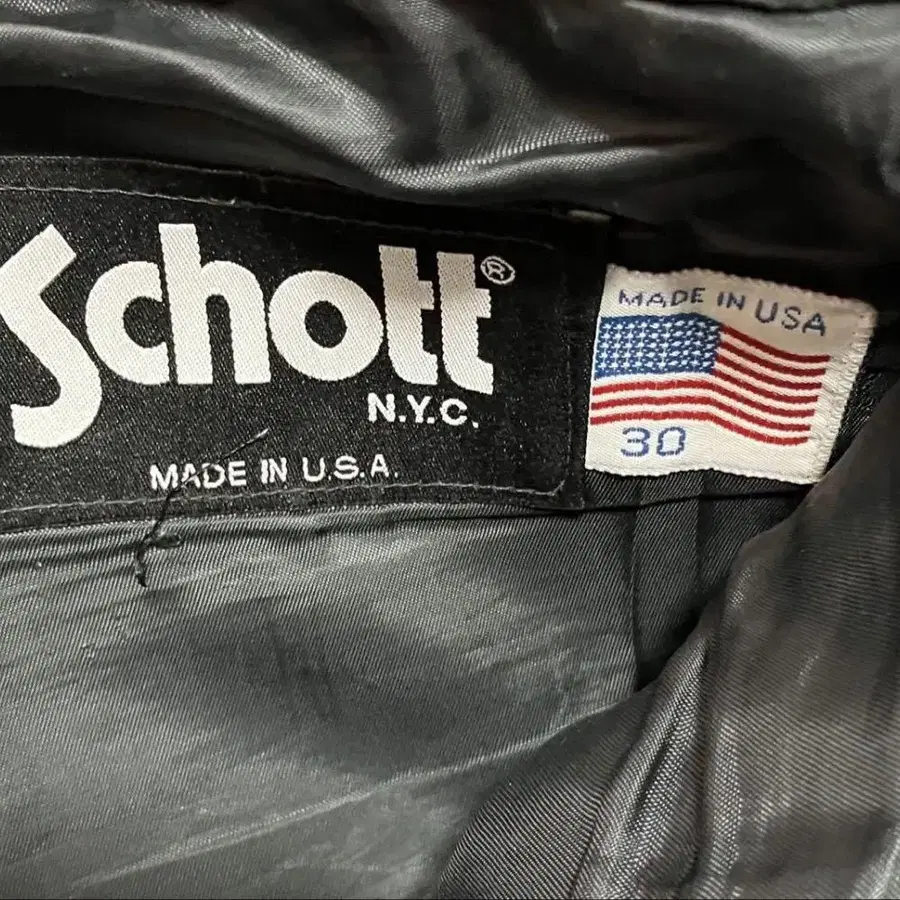 Schott®
N.Y.C.
MADE IN U.S.A.
MADE IN USA
30